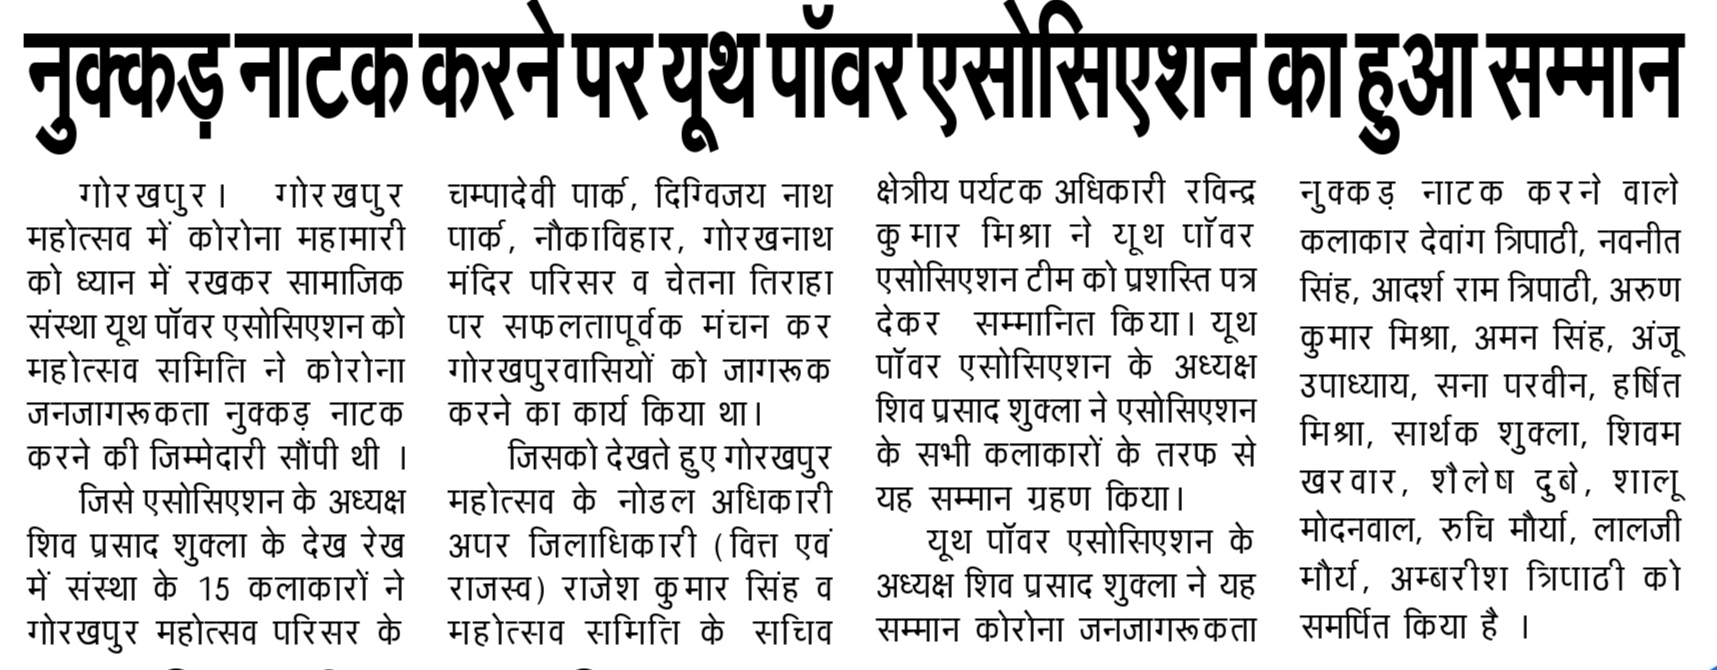 नुक्कड़ नाटक करने पर यूथ पॉवर एसोसिएशन का हुआ सम्मान
गोरखपुर। गोरखपुर
महोत्सव में कोरोना महामारी
को ध्यान में रखकर सामाजिक
संस्था यूथ पॉवर एसोसिएशन को
महोत्सव समिति ने कोरोना
जनजागरूकता नुक्कड़ नाटक
करने की जिम्मेदारी सौंपी थी ।
जिसे एसोसिएशन के अध्यक्ष
शिव प्रसाद शुक्ला के देख रेख
में संस्था के 15 कलाकारों ने
गोरखपुर महोत्सव परिसर के
चम्पादेवी पार्क, दिग्विजय नाथ
पार्क, नौकाविहार, गोरखनाथ
मंदिर परिसर व चेतना तिराहा
पर सफलतापूर्वक मंचन कर
गोरखपुरवासियों को जागरूक
करने का कार्य किया था।
जिसको देखते हुए गोरखपुर
महोत्सव के नोडल अधिकारी
अपर जिलाधिकारी (वित्त एवं
राजस्व) राजेश कुमार सिंह व
महोत्सव समिति के सचिव
क्षेत्रीय पर्यटक अधिकारी रविन्द्र
कुमार मिश्रा ने यूथ पॉवर
एसोसिएशन टीम को प्रशस्ति पत्र
देकर सम्मानित किया। यूथ
पॉवर एसोसिएशन के अध्यक्ष
शिव प्रसाद शुक्ला ने एसोसिएशन
के सभी कलाकारों के तरफ से
यह सम्मान ग्रहण किया।
यूथ पॉवर एसोसिएशन के
अध्यक्ष शिव प्रसाद शुक्ला ने यह
सम्मान कोरोना जनजागरूकता
नुक्कड़ नाटक करने वाले
कलाकार देवांग त्रिपाठी, नवनीत
सिंह, आदर्श राम त्रिपाठी, अरुण
कुमार मिश्रा, अमन सिंह, अंजू
उपाध्याय, सना परवीन, हर्षित
मिश्रा, सार्थक शुक्ला, शिवम
खरवार, शैलेष दुबे, शालू
मोदनवाल, रुचि मौर्या, लालजी
मौर्य, अम्बरीश त्रिपाठी को
समर्पित किया है ।